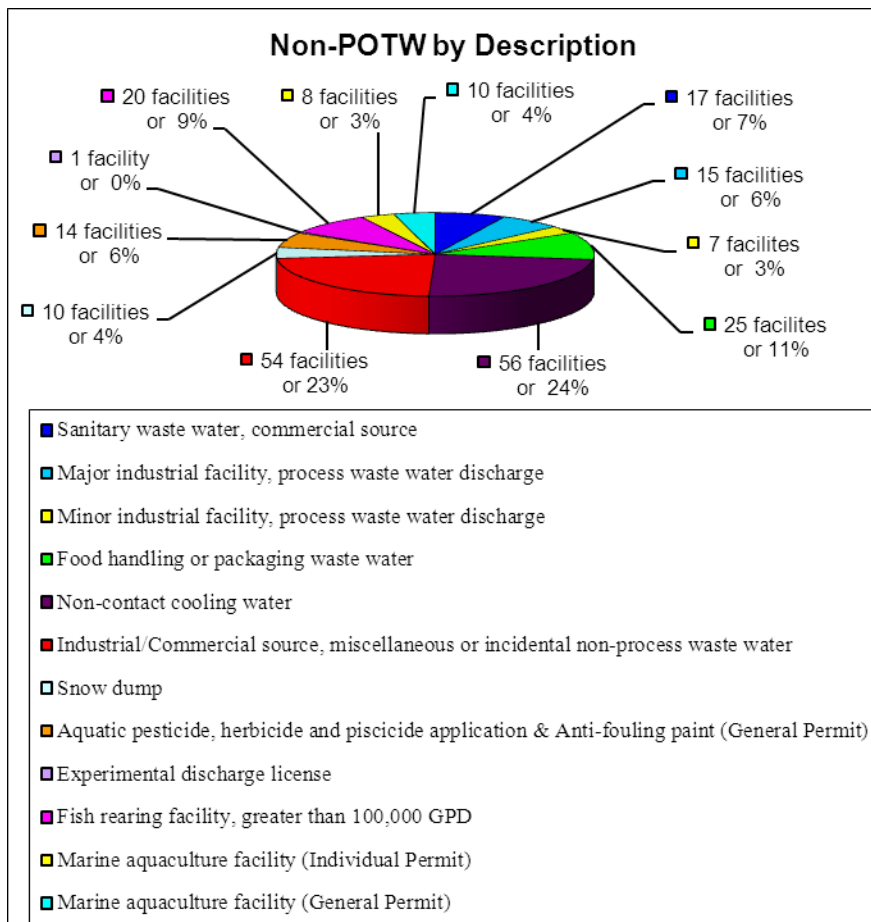 Non-POTW by Description
20 facilities
or 9%
8 facilities
or 3%
10 facilities
or 4%
17 facilities
or 7%
1 facility
or 0%
15 facilities
or 6%
14 facilities
or 6%
7 facilites
or 3%
10 facilities
or 4%
25 facilites
or 11%
54 facilities
or 23%
56 facilities
or 24%
Sanitary waste water, commercial source
Major industrial facility, process waste water discharge
Minor industrial facility, process waste water discharge
Food handling or packaging waste water
Non-contact cooling water
Industrial/Commercial source, miscellaneous or incidental non-process waste water
Snow dump
Aquatic pesticide, herbicide and piscicide application & Anti-fouling paint (General Permit)
Experimental discharge license
Fish rearing facility, greater than 100,000 GPD
Marine aquaculture facility (Individual Permit)
Marine aquaculture facility (General Permit)